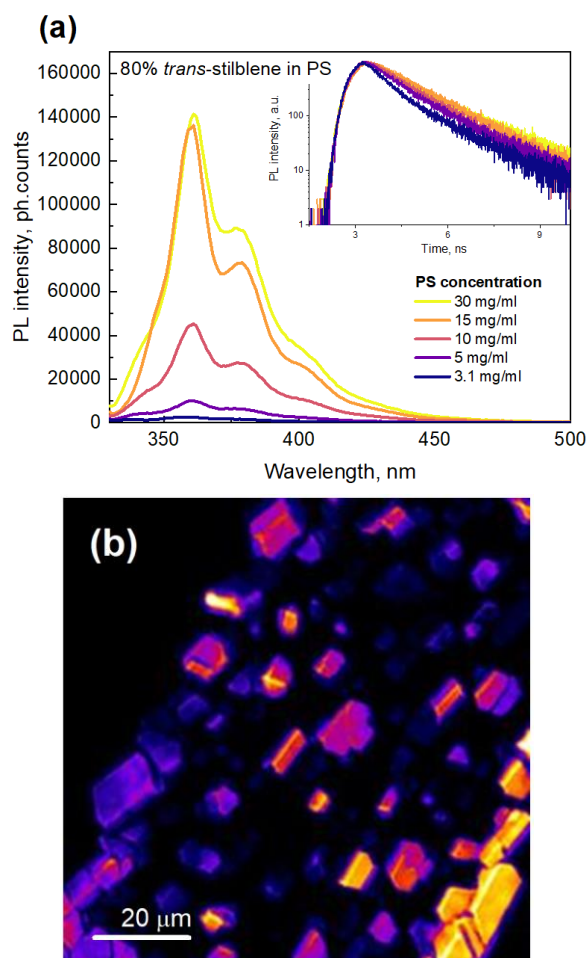 (a)
80% trans-stilbene in PS
PL intensity, ph.counts
160000
140000
120000
100000
80000
60000
40000
20000
0
350
400
450
500
Wavelength, nm
PL intensity, a.u.
100
10
1
3
6
9
Time, ns
PS concentration
30 mg/ml
15 mg/ml
10 mg/ml
5 mg/ml
3.1 mg/ml
(b)
20 μm